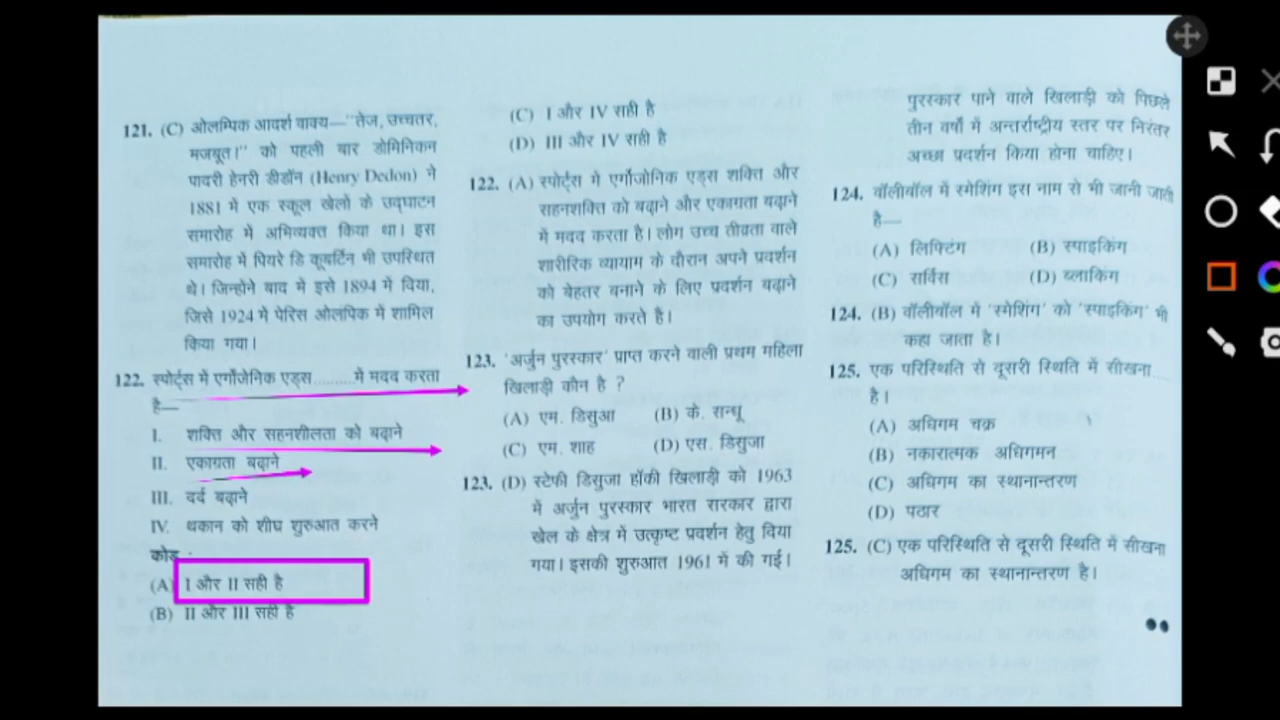 121. (C) ओलम्पिक आदर्श वाक्य—"तेज, उच्चतर,
मजबूत।" को पहली बार डोमिनिकन
पादरी हेनरी डीडॉन (Henry Dedon) ने
1881 में एक स्कूल खेलों के उद्घाटन
समारोह में अभिव्यक्त किया था। इस
समारोह में पियरे डि कूबर्टिन भी उपस्थित
थे। जिन्होंने बाद में इसे 1894 में दिया,
जिसे 1924 में पेरिस ओलंपिक में शामिल
किया गया।
122. स्पोर्ट्स में एर्गोजेनिक एड्स..........में मदद करता
है—
I. शक्ति और सहनशीलता को बढ़ाने
II. एकाग्रता बढ़ाने
III. दर्द बढ़ाने
IV. थकान को शीघ्र शुरुआत करने
कोड :
(A) I और II सही है
(B) II और III सही है
(C) I और IV सही है
(D) III और IV सही है
122. (A) स्पोर्ट्स मे एर्गोजोनिक एड्स शक्ति और
सहनशक्ति को बढ़ाने और एकाग्रता बढ़ाने
में मदद करता है। लोग उच्च तीव्रता वाले
शारीरिक व्यायाम के दौरान अपने प्रदर्शन
को बेहतर बनाने के लिए प्रदर्शन बढ़ाने
का उपयोग करते है।
123. 'अर्जुन पुरस्कार' प्राप्त करने वाली प्रथम महिला
खिलाड़ी कौन है ?
(A) एम. डिसुआ (B) के. सन्धू
(C) एम. शाह (D) एस. डिसूजा
123. (D) स्टेफी डिसूजा हॉकी खिलाड़ी को 1963
में अर्जुन पुरस्कार भारत सरकार द्वारा
खेल के क्षेत्र में उत्कृष्ट प्रदर्शन हेतु दिया
गया। इसकी शुरुआत 1961 में की गई।
पुरस्कार पाने वाले खिलाड़ी को पिछले
तीन वर्षों में अन्तर्राष्ट्रीय स्तर पर निरंतर
अच्छा प्रदर्शन किया होना चाहिए।
124. वॉलीबॉल में स्मेशिंग इस नाम से भी जानी जाती
है—
(A) लिफ्टिंग (B) स्पाइकिंग
(C) सर्विस (D) ब्लाकिंग
124. (B) वॉलीबॉल में 'स्मेशिंग' को 'स्पाइकिंग' भी
कहा जाता है।
125. एक परिस्थिति से दूसरी स्थिति में सीखना....
है।
(A) अधिगम चक्र
(B) नकारात्मक अधिगमन
(C) अधिगम का स्थानान्तरण
(D) पठार
125. (C) एक परिस्थिति से दूसरी स्थिति में सीखना
अधिगम का स्थानान्तरण है।